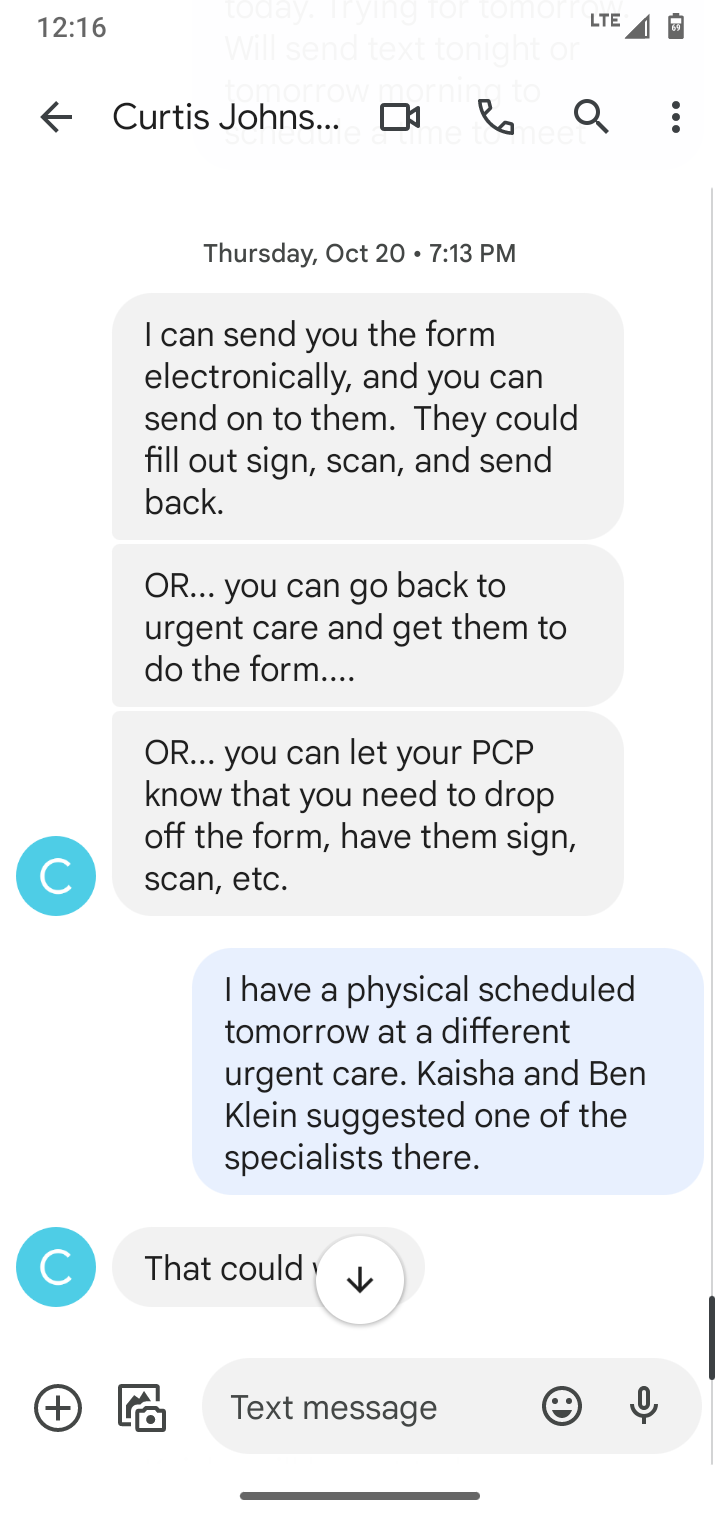 12:16
LTE
69
today. Trying for tomorrow
Will send text tonight or
tomorrow morning to
schedule a time to meet
Curtis Johns...
Thursday, Oct 20 • 7:13 PM
I can send you the form
electronically, and you can
send on to them.  They could
fill out sign, scan, and send
back.
OR... you can go back to
urgent care and get them to
do the form....
OR... you can let your PCP
know that you need to drop
off the form, have them sign,
scan, etc.
C
I have a physical scheduled
tomorrow at a different
urgent care. Kaisha and Ben
Klein suggested one of the
specialists there.
C
That could
Text message